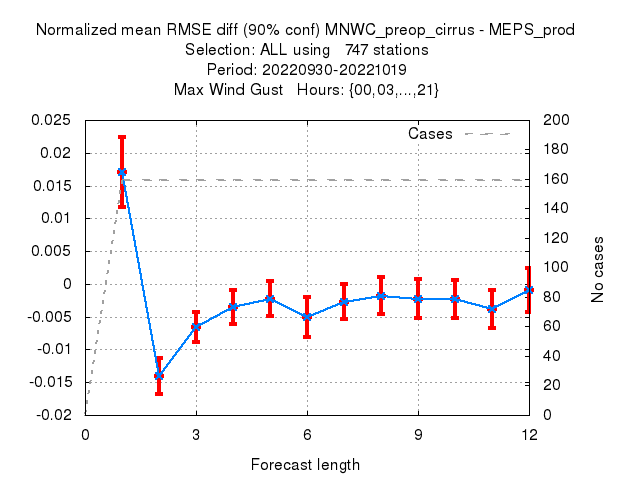 Normalized mean RMSE diff (90% conf) MNWC_preop_cirrus - MEPS_prod
Selection: ALL using   747 stations
Period: 20220930-20221019
Max Wind Gust   Hours: {00,03,...,21}
Cases
0.025
0.02
0.015
0.01
0.005
0
-0.005
-0.01
-0.015
-0.02
200
180
160
140
120
100
80
60
40
20
0
No cases
0 3 6 9 12
Forecast length